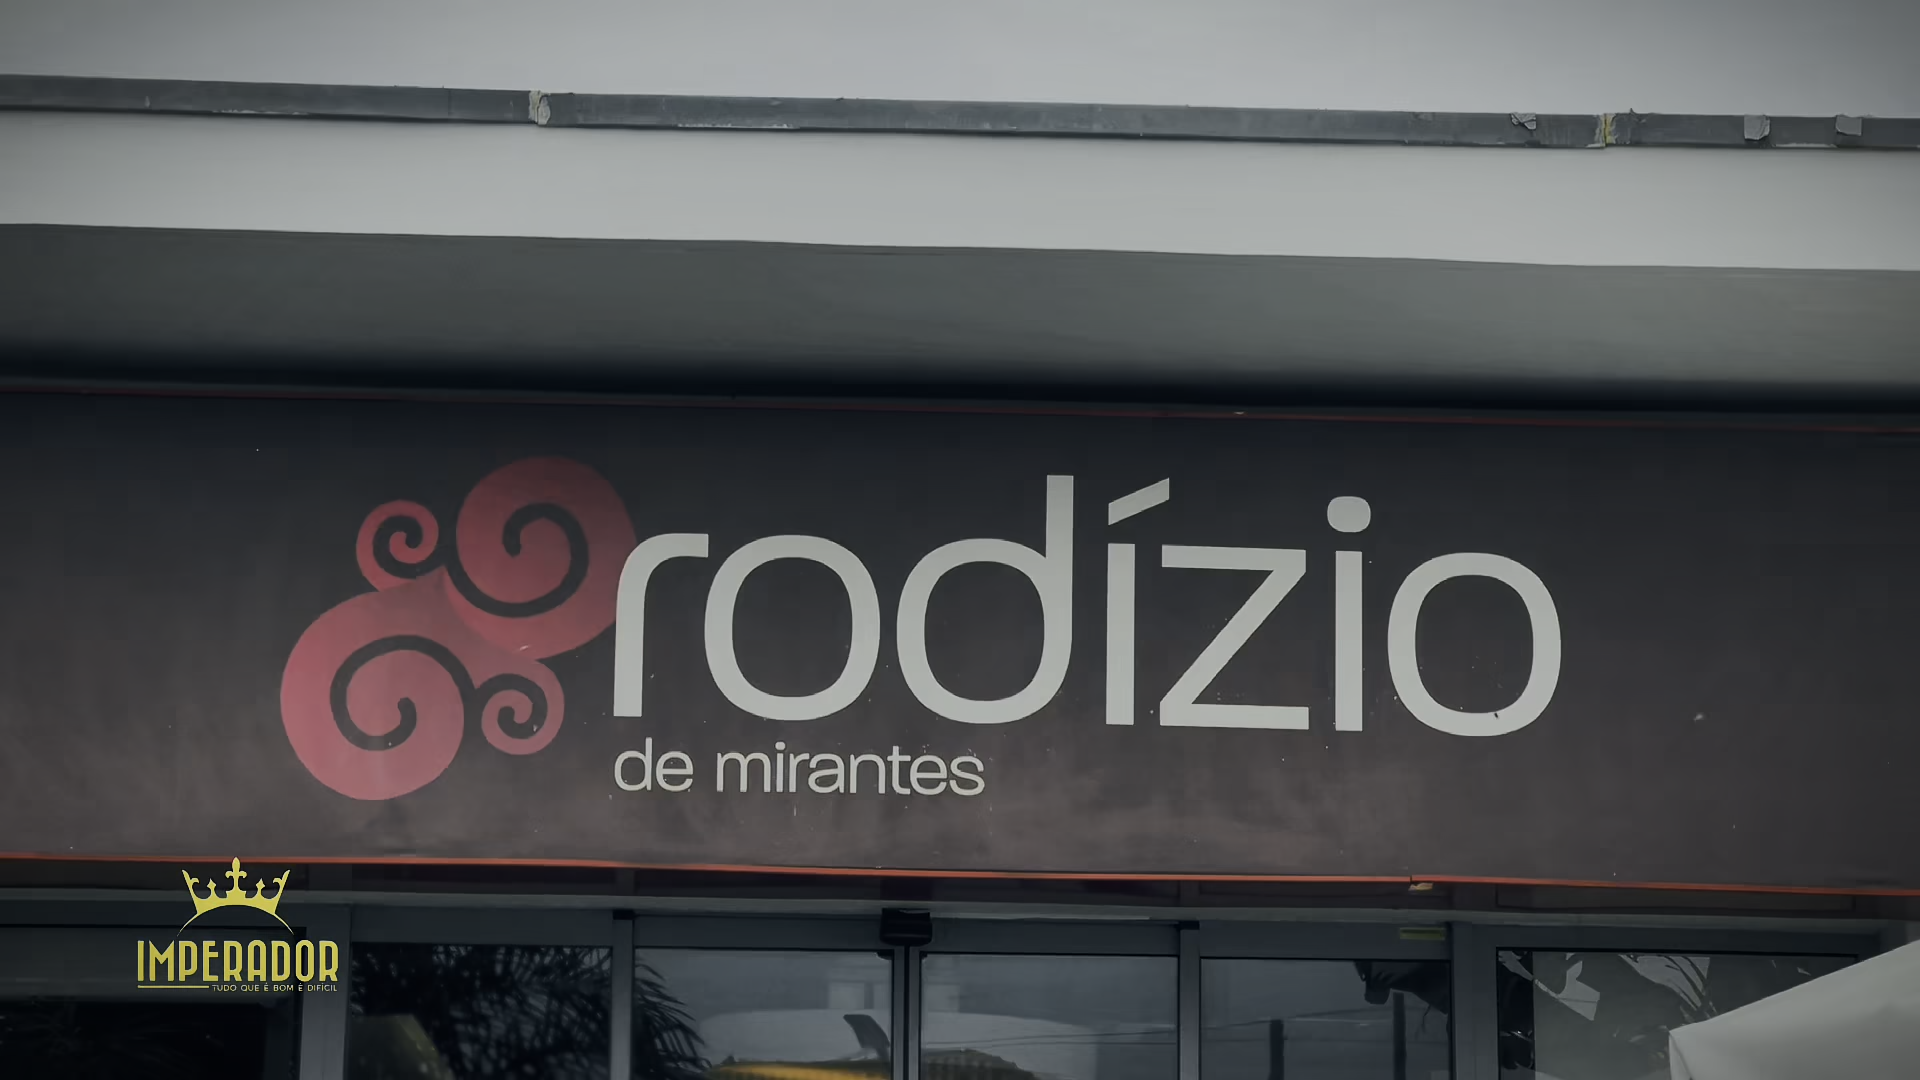 rodízio
de mirantes
IMPERADOR
TUDO QUE É BOM É DIFÍCIL